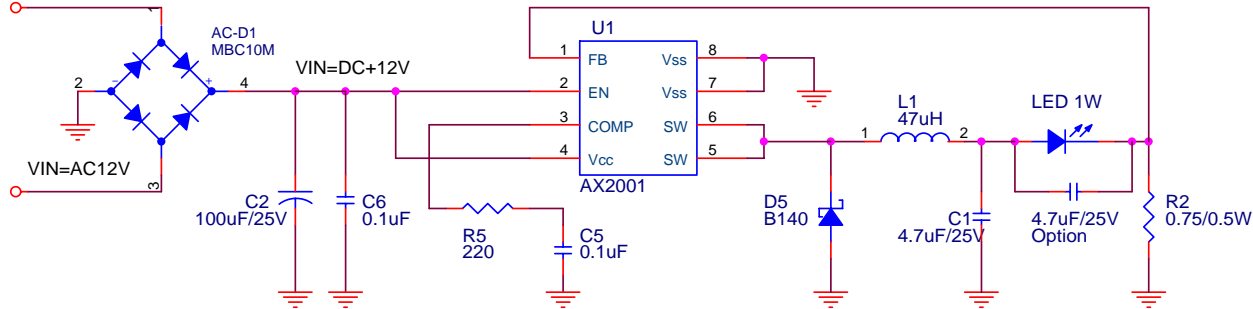 1
AC-D1
MBC10M
2
4
3
VIN=AC12V
VIN=DC+12V
C2
100uF/25V
C6
0.1uF
U1
1
FB
Vss
8
2
EN
Vss
7
3
COMP
SW
6
4
Vcc
SW
5
AX2001
R5
220
C5
0.1uF
D5
B140
L1
47uH
1
2
LED 1W
C1
4.7uF/25V
4.7uF/25V
Option
R2
0.75/0.5W